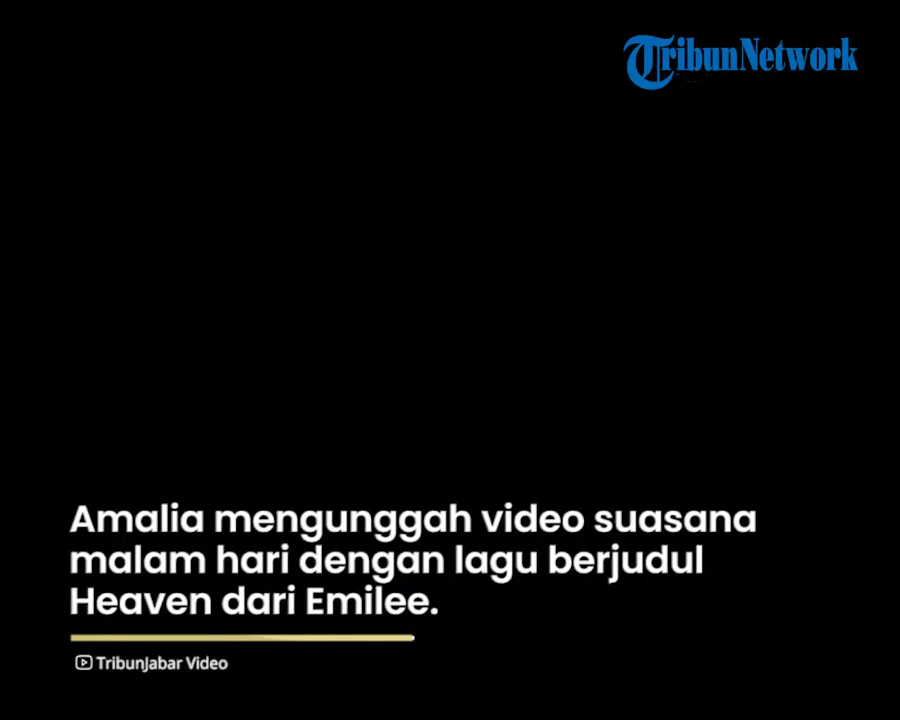 TribunNetwork
Amalia mengunggah video suasana
malam hari dengan lagu berjudul
Heaven dari Emilee.
TribunJabar Video